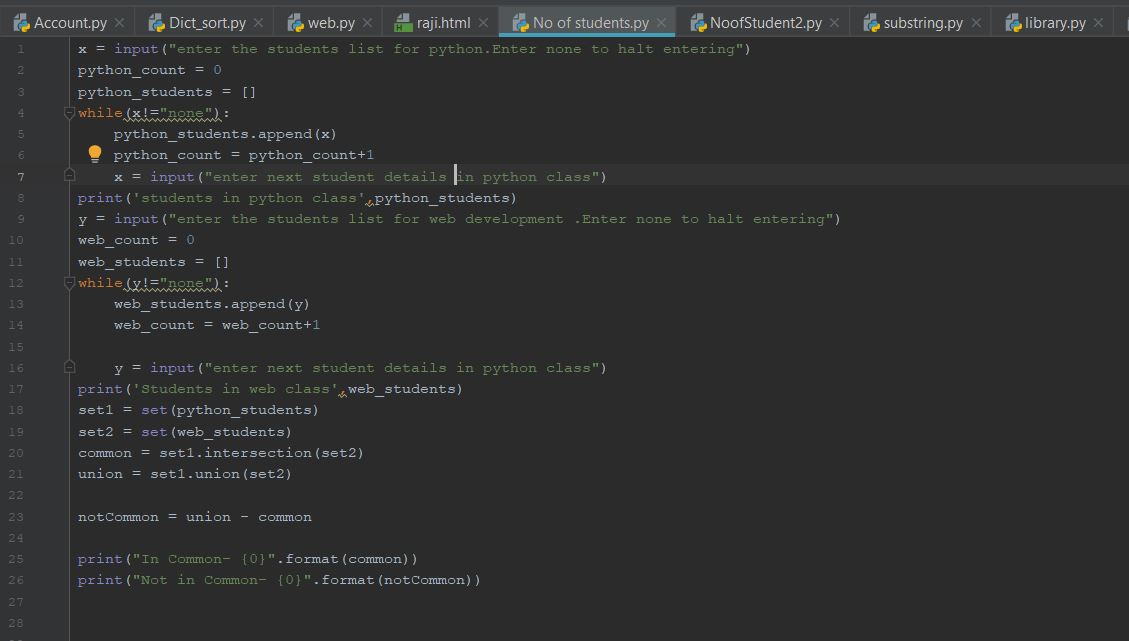 Account.py Dict_sort.py web.py raji.html No of students.py NoofStudent2.py substring.py library.py
1 x = input("enter the students list for python.Enter none to halt entering")
2 python_count = 0
3 python_students = []
4 while(x!="none"):
5 python_students.append(x)
6 python_count = python_count+1
7 x = input("enter next student details in python class")
8 print('students in python class',python_students)
9 y = input("enter the students list for web development .Enter none to halt entering")
10 web_count = 0
11 web_students = []
12 while(y!="none"):
13 web_students.append(y)
14 web_count = web_count+1
15
16 y = input("enter next student details in python class")
17 print('Students in web class',web_students)
18 set1 = set(python_students)
19 set2 = set(web_students)
20 common = set1.intersection(set2)
21 union = set1.union(set2)
22
23 notCommon = union - common
24
25 print("In Common- {0}".format(common))
26 print("Not in Common- {0}".format(notCommon))
27
28